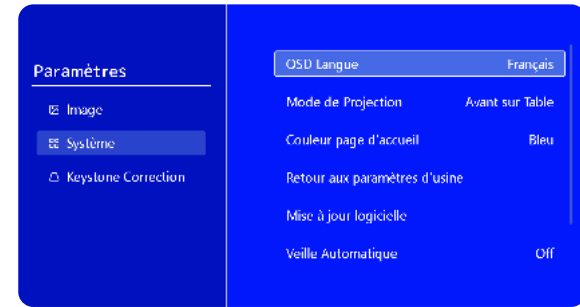 Paramètres
Image
Système
Keystone Correction
OSD Langue Français
Mode de Projection Avant sur Table
Couleur page d'accueil Bleu
Retour aux paramètres d'usine
Mise à jour logicielle
Veille Automatique Off